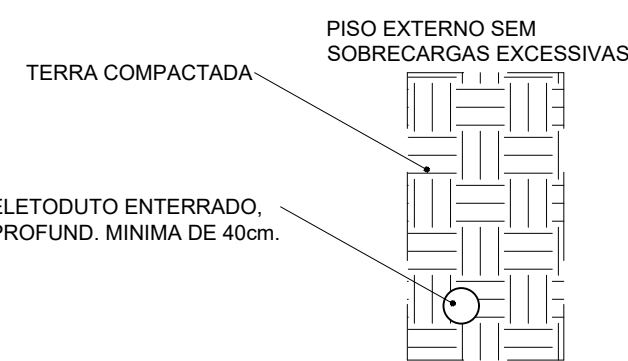 PISO EXTERNO SEM
SOBRECARGAS EXCESSIVAS
TERRA COMPACTADA
ELETODUTO ENTERRADO,
PROFUND. MINIMA DE 40cm.